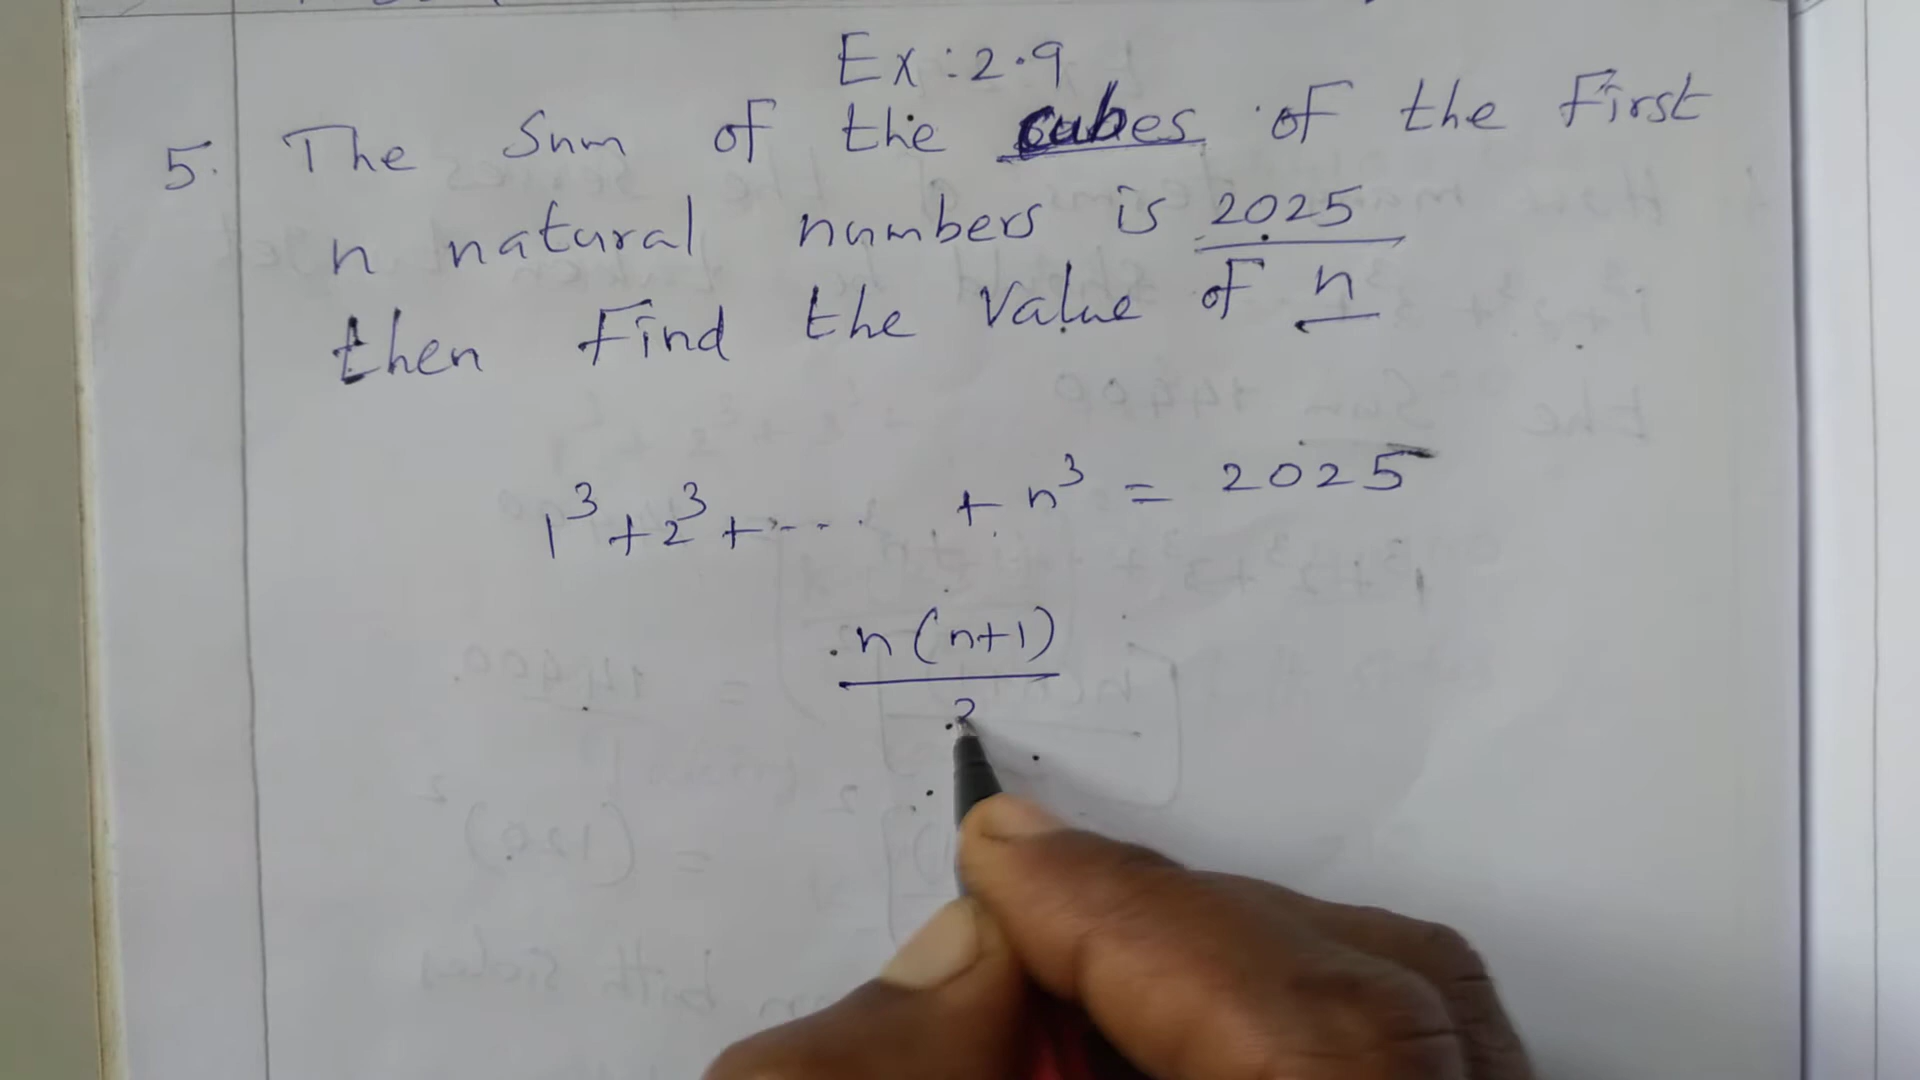 Ex: 2.9
5. The Sum of the cubes of the first
n natural numbers is 2025
then find the value of n
1³+2³+... + n³ = 2025
n(n+1)
2